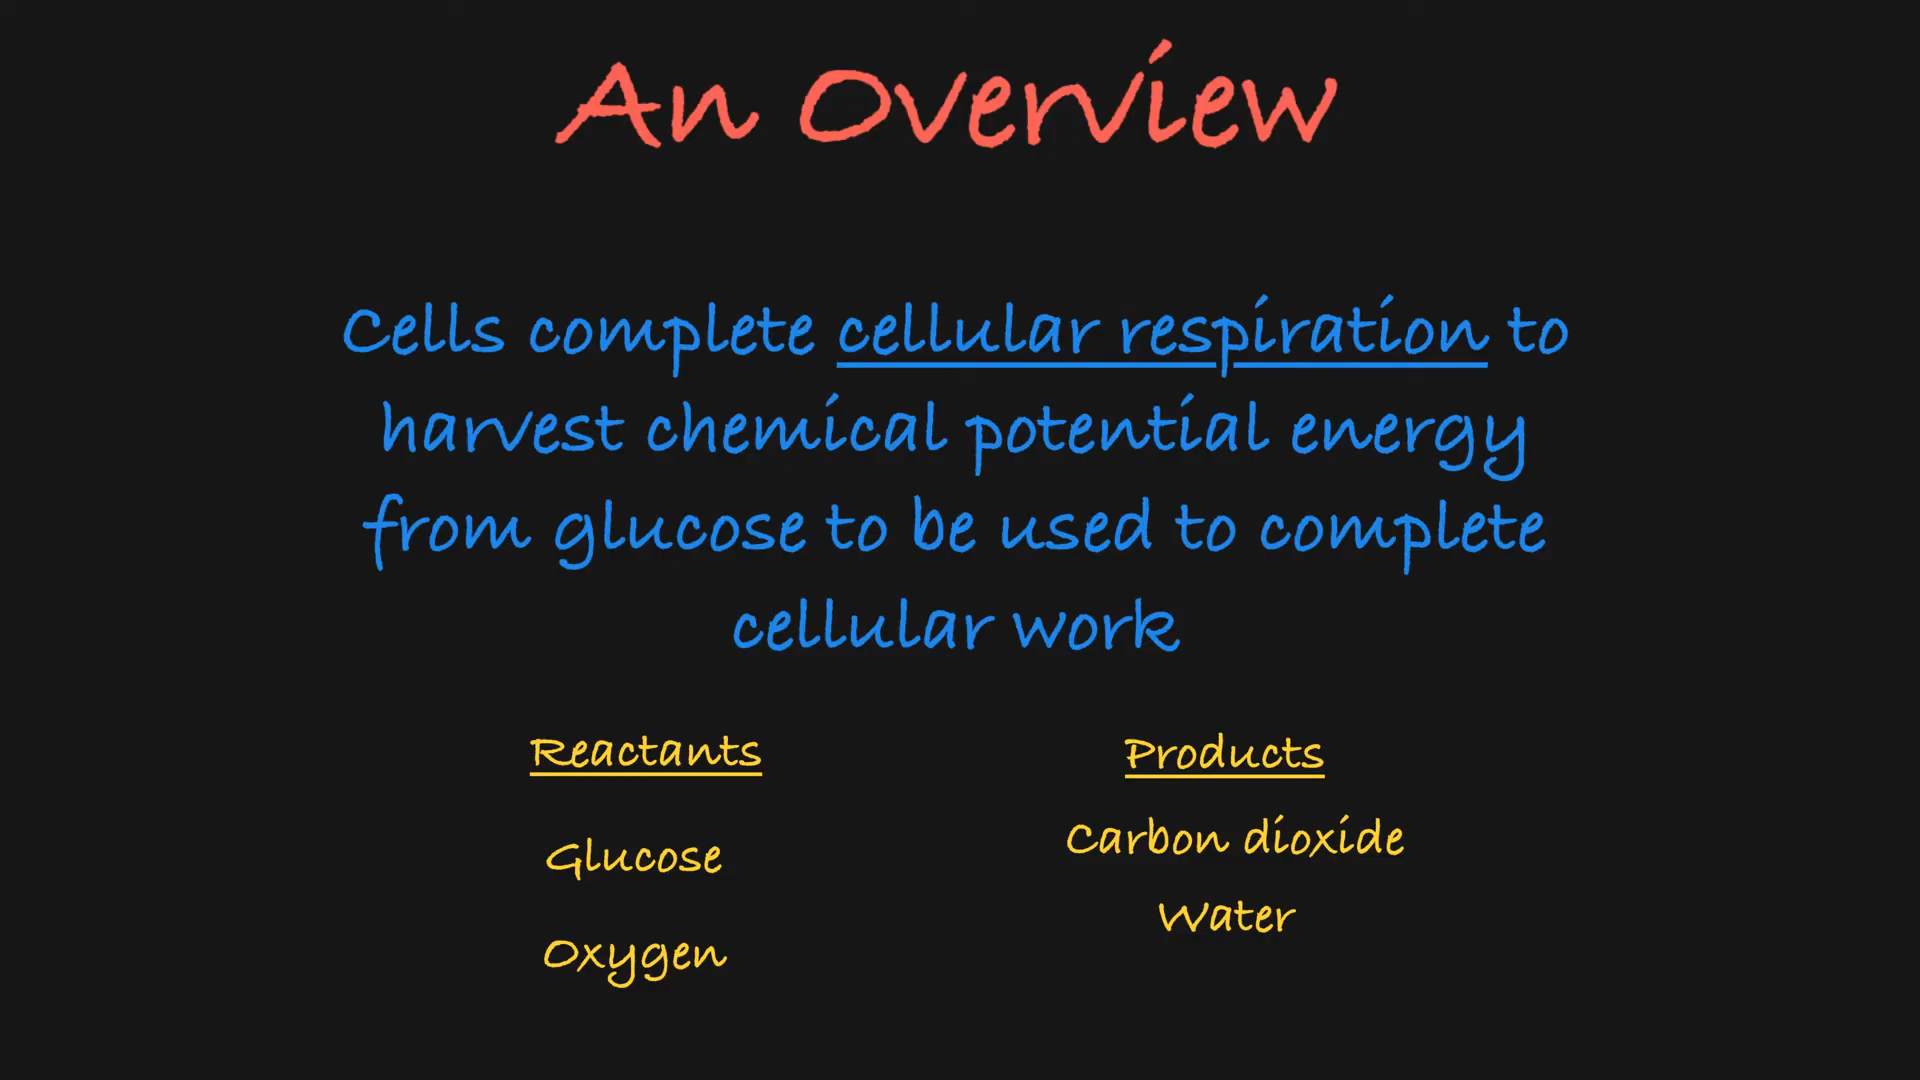 An Overview
Cells complete cellular respiration to
harvest chemical potential energy
from glucose to be used to complete
cellular work
Reactants
Glucose
Oxygen
Products
Carbon dioxide
Water